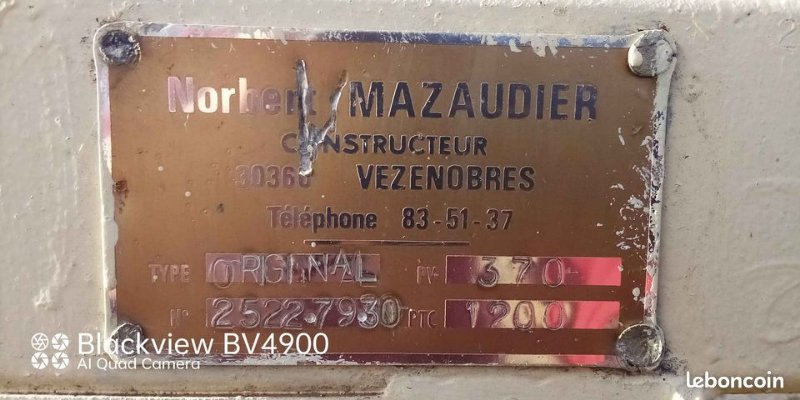 Norbert MAZAUDIER
CONSTRUCTEUR
30360 VEZENOBRES
Téléphone 83-51-37
TYPE ORGINAL PV 370
N° 2522.7930 PTC 1200
Blackview BV4900
AI Quad Camera
leboncoin